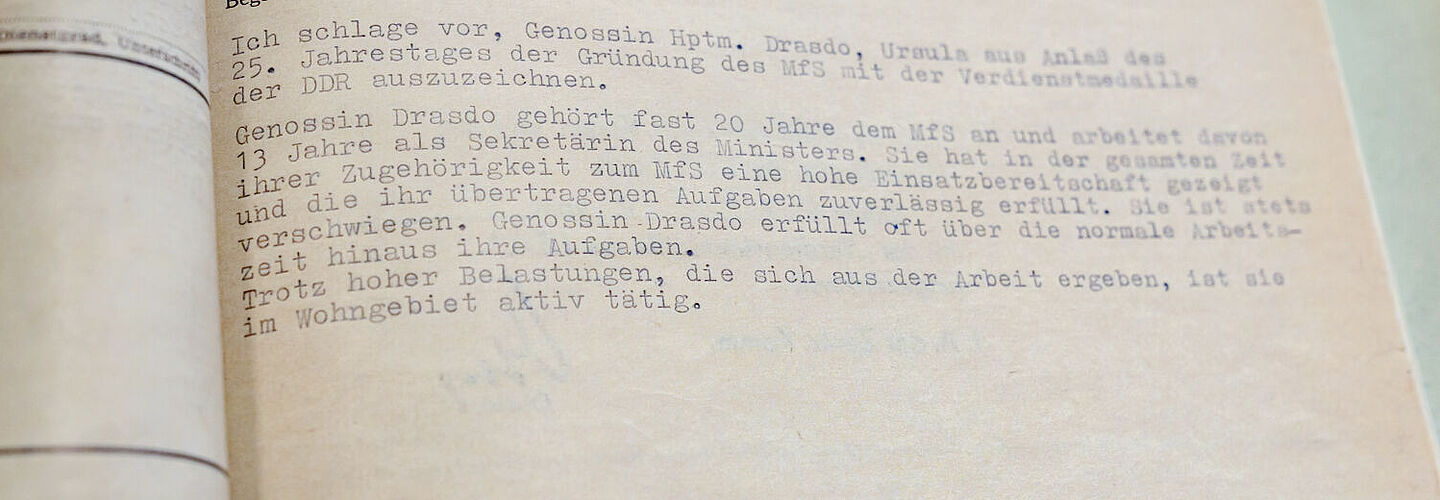 Ich schlage vor, Genossin Hptm. Drasdo, Ursula aus Anlaß des
25. Jahrestages der Gründung des MfS mit der Verdienstmedaille
der DDR auszuzeichnen.
Genossin Drasdo gehört fast 20 Jahre dem MfS an und arbeitet davon
13 Jahre als Sekretärin des Ministers. Sie hat in der gesamten Zeit
ihrer Zugehörigkeit zum MfS eine hohe Einsatzbereitschaft gezeigt
und die ihr übertragenen Aufgaben zuverlässig erfüllt. Sie ist stets
verschwiegen. Genossin Drasdo erfüllt oft über die normale Arbeits-
zeit hinaus ihre Aufgaben.
Trotz hoher Belastungen, die sich aus der Arbeit ergeben, ist sie
im Wohngebiet aktiv tätig.